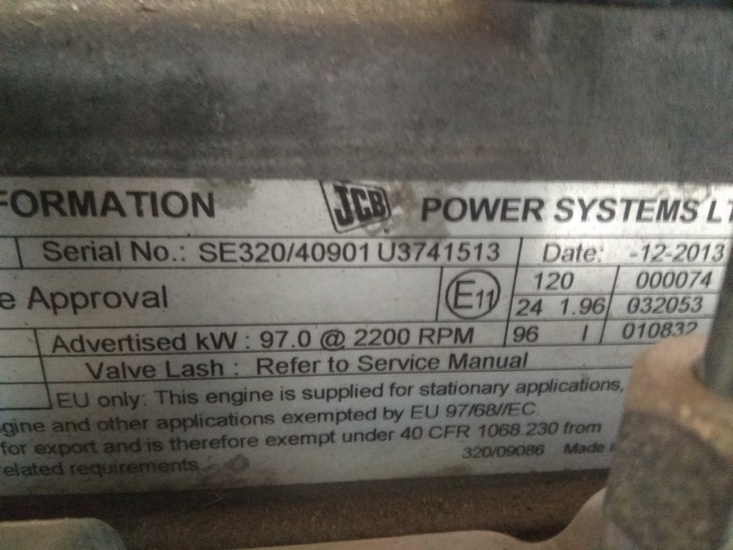 FORMATION JCB POWER SYSTEMS LT
Serial No.: SE320/40901U3741513 Date: -12-2013
e Approval E11 120 000074
24 1.96 032053
Advertised kW : 97.0 @ 2200 RPM 96 I 010832
Valve Lash : Refer to Service Manual
EU only: This engine is supplied for stationary applications,
gine and other applications exempted by EU 97/68//EC
for export and is therefore exempt under 40 CFR 1068.230 from
elated requirements. 320/09086 Made